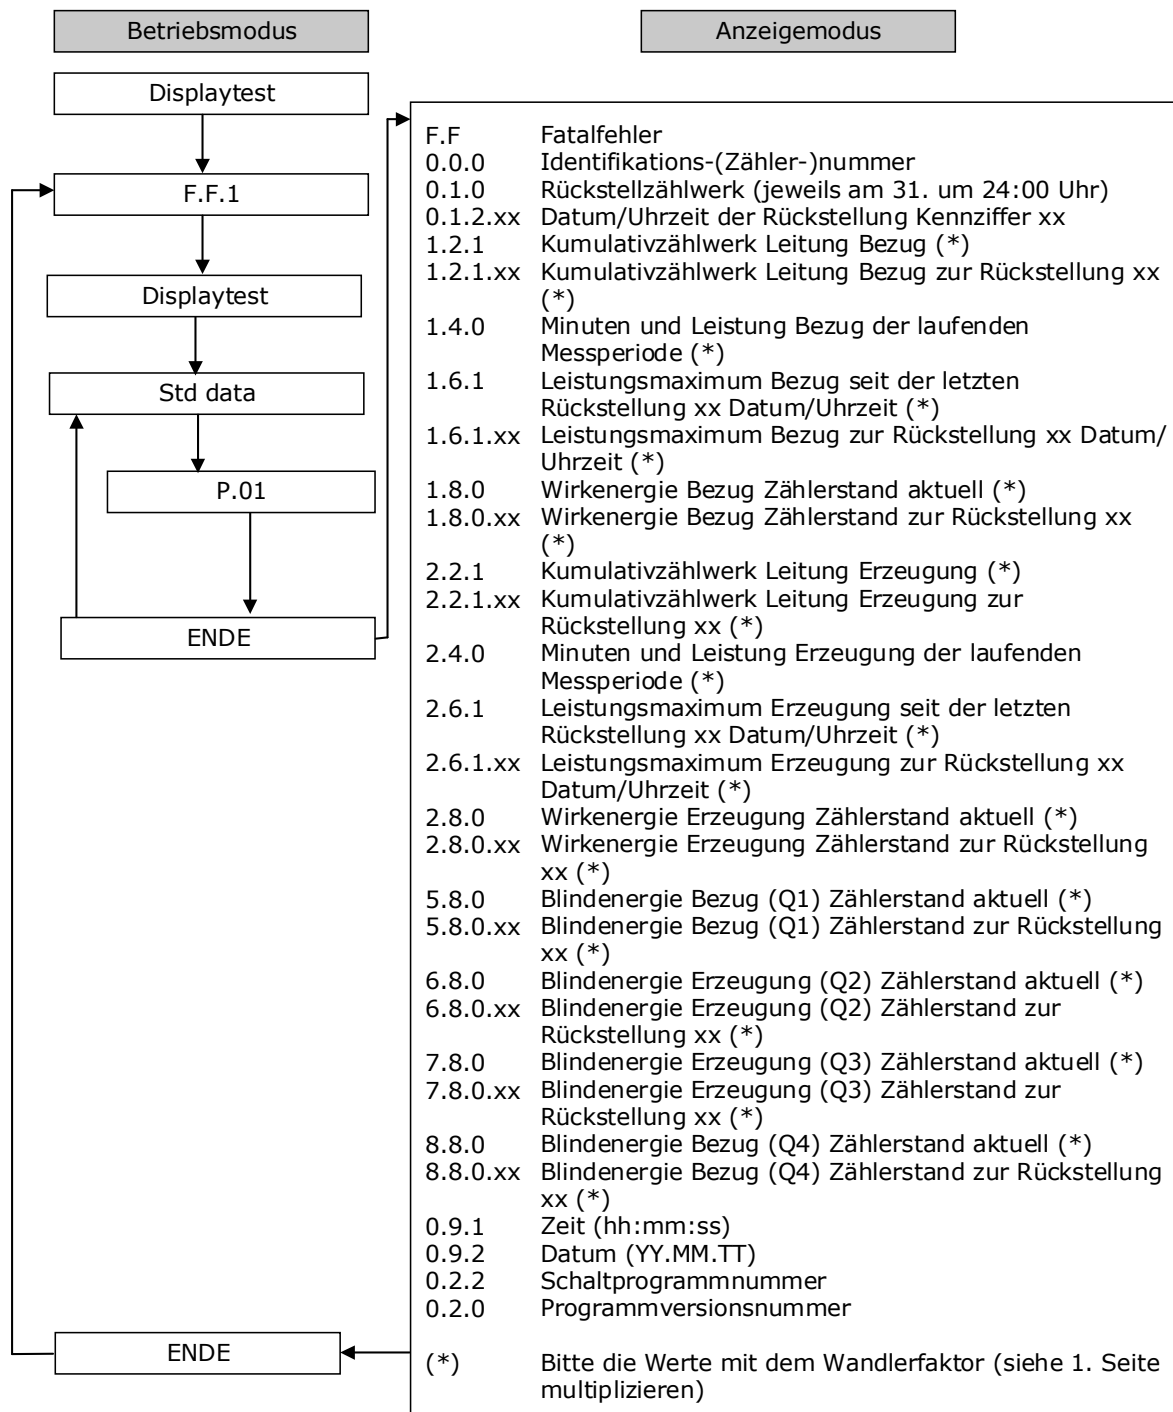 Betriebsmodus
Anzeigemodus
Displaytest
F.F.1
Displaytest
Std data
P.01
ENDE
F.F Fatalfehler
0.0.0 Identifikations-(Zähler-)nummer
0.1.0 Rückstellzählwerk (jeweils am 31. um 24:00 Uhr)
0.1.2.xx Datum/Uhrzeit der Rückstellung Kennziffer xx
1.2.1 Kumulativzählwerk Leitung Bezug (*)
1.2.1.xx Kumulativzählwerk Leitung Bezug zur Rückstellung xx
(*)
1.4.0 Minuten und Leistung Bezug der laufenden
Messperiode (*)
1.6.1 Leistungsmaximum Bezug seit der letzten
Rückstellung xx Datum/Uhrzeit (*)
1.6.1.xx Leistungsmaximum Bezug zur Rückstellung xx Datum/
Uhrzeit (*)
1.8.0 Wirkenergie Bezug Zählerstand aktuell (*)
1.8.0.xx Wirkenergie Bezug Zählerstand zur Rückstellung xx
(*)
2.2.1 Kumulativzählwerk Leitung Erzeugung (*)
2.2.1.xx Kumulativzählwerk Leitung Erzeugung zur
Rückstellung xx (*)
2.4.0 Minuten und Leistung Erzeugung der laufenden
Messperiode (*)
2.6.1 Leistungsmaximum Erzeugung seit der letzten
Rückstellung xx Datum/Uhrzeit (*)
2.6.1.xx Leistungsmaximum Erzeugung zur Rückstellung xx
Datum/Uhrzeit (*)
2.8.0 Wirkenergie Erzeugung Zählerstand aktuell (*)
2.8.0.xx Wirkenergie Erzeugung Zählerstand zur Rückstellung
xx (*)
5.8.0 Blindenergie Bezug (Q1) Zählerstand aktuell (*)
5.8.0.xx Blindenergie Bezug (Q1) Zählerstand zur Rückstellung
xx (*)
6.8.0 Blindenergie Erzeugung (Q2) Zählerstand aktuell (*)
6.8.0.xx Blindenergie Erzeugung (Q2) Zählerstand zur
Rückstellung xx (*)
7.8.0 Blindenergie Erzeugung (Q3) Zählerstand aktuell (*)
7.8.0.xx Blindenergie Erzeugung (Q3) Zählerstand zur
Rückstellung xx (*)
8.8.0 Blindenergie Bezug (Q4) Zählerstand aktuell (*)
8.8.0.xx Blindenergie Bezug (Q4) Zählerstand zur Rückstellung
xx (*)
0.9.1 Zeit (hh:mm:ss)
0.9.2 Datum (YY.MM.TT)
0.2.2 Schaltprogrammnummer
0.2.0 Programmversionsnummer
ENDE
(*) Bitte die Werte mit dem Wandlerfaktor (siehe 1. Seite
multiplizieren)